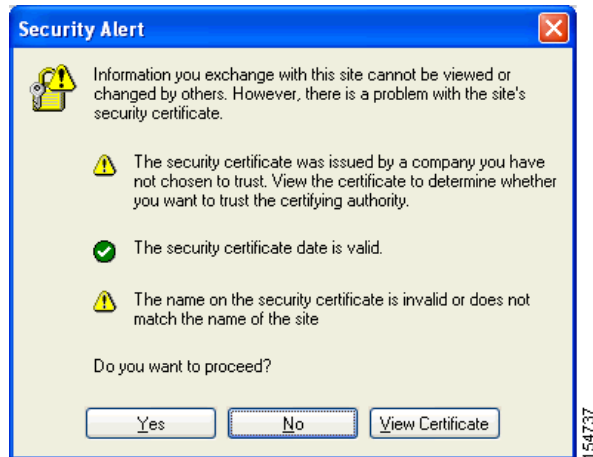 Security Alert
Information you exchange with this site cannot be viewed or
changed by others. However, there is a problem with the site's
security certificate.
The security certificate was issued by a company you have
not chosen to trust. View the certificate to determine whether
you want to trust the certifying authority.
The security certificate date is valid.
The name on the security certificate is invalid or does not
match the name of the site
Do you want to proceed?
Yes
No
View Certificate
154737